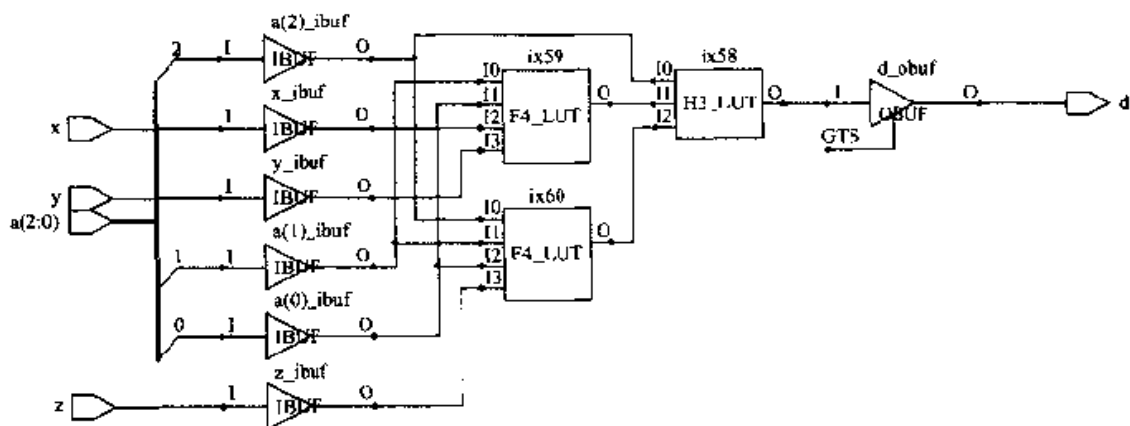 a(2)_ibuf
2 I IBUF O
ix59
ix58
d_obuf
I0 O I0
x_ibuf
I1 F4_LUT O I1 H3_LUT O I OBUF O d
x I IBUF O I2 I2
I3 GTS
y_ibuf
y I IBUF O
a(2:0)
ix60
I0
a(1)_ibuf
I1 F4_LUT O
1 I IBUF O I2
I3
a(0)_ibuf
0 I IBUF O
z_ibuf
z I IBUF O